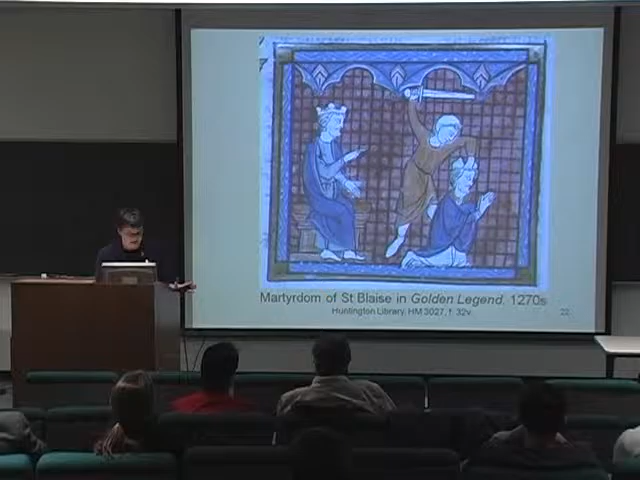 Martyrdom of St Blaise in Golden Legend. 1270s
Huntington Library, HM 3027, f. 32v
22